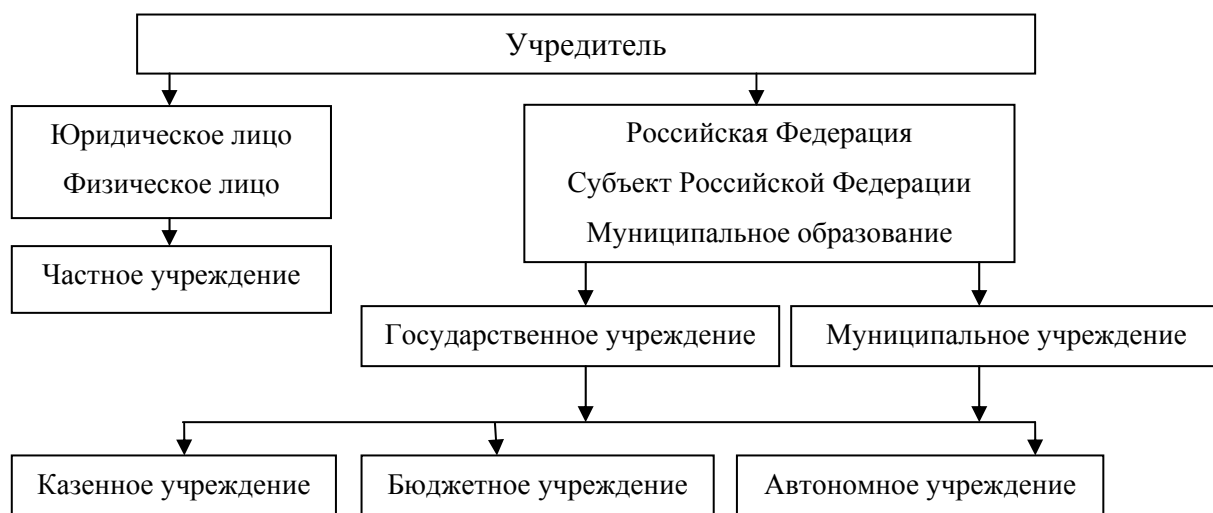 Учредитель
Юридическое лицо
Физическое лицо
Российская Федерация
Субъект Российской Федерации
Муниципальное образование
Частное учреждение
Государственное учреждение
Муниципальное учреждение
Казенное учреждение
Бюджетное учреждение
Автономное учреждение